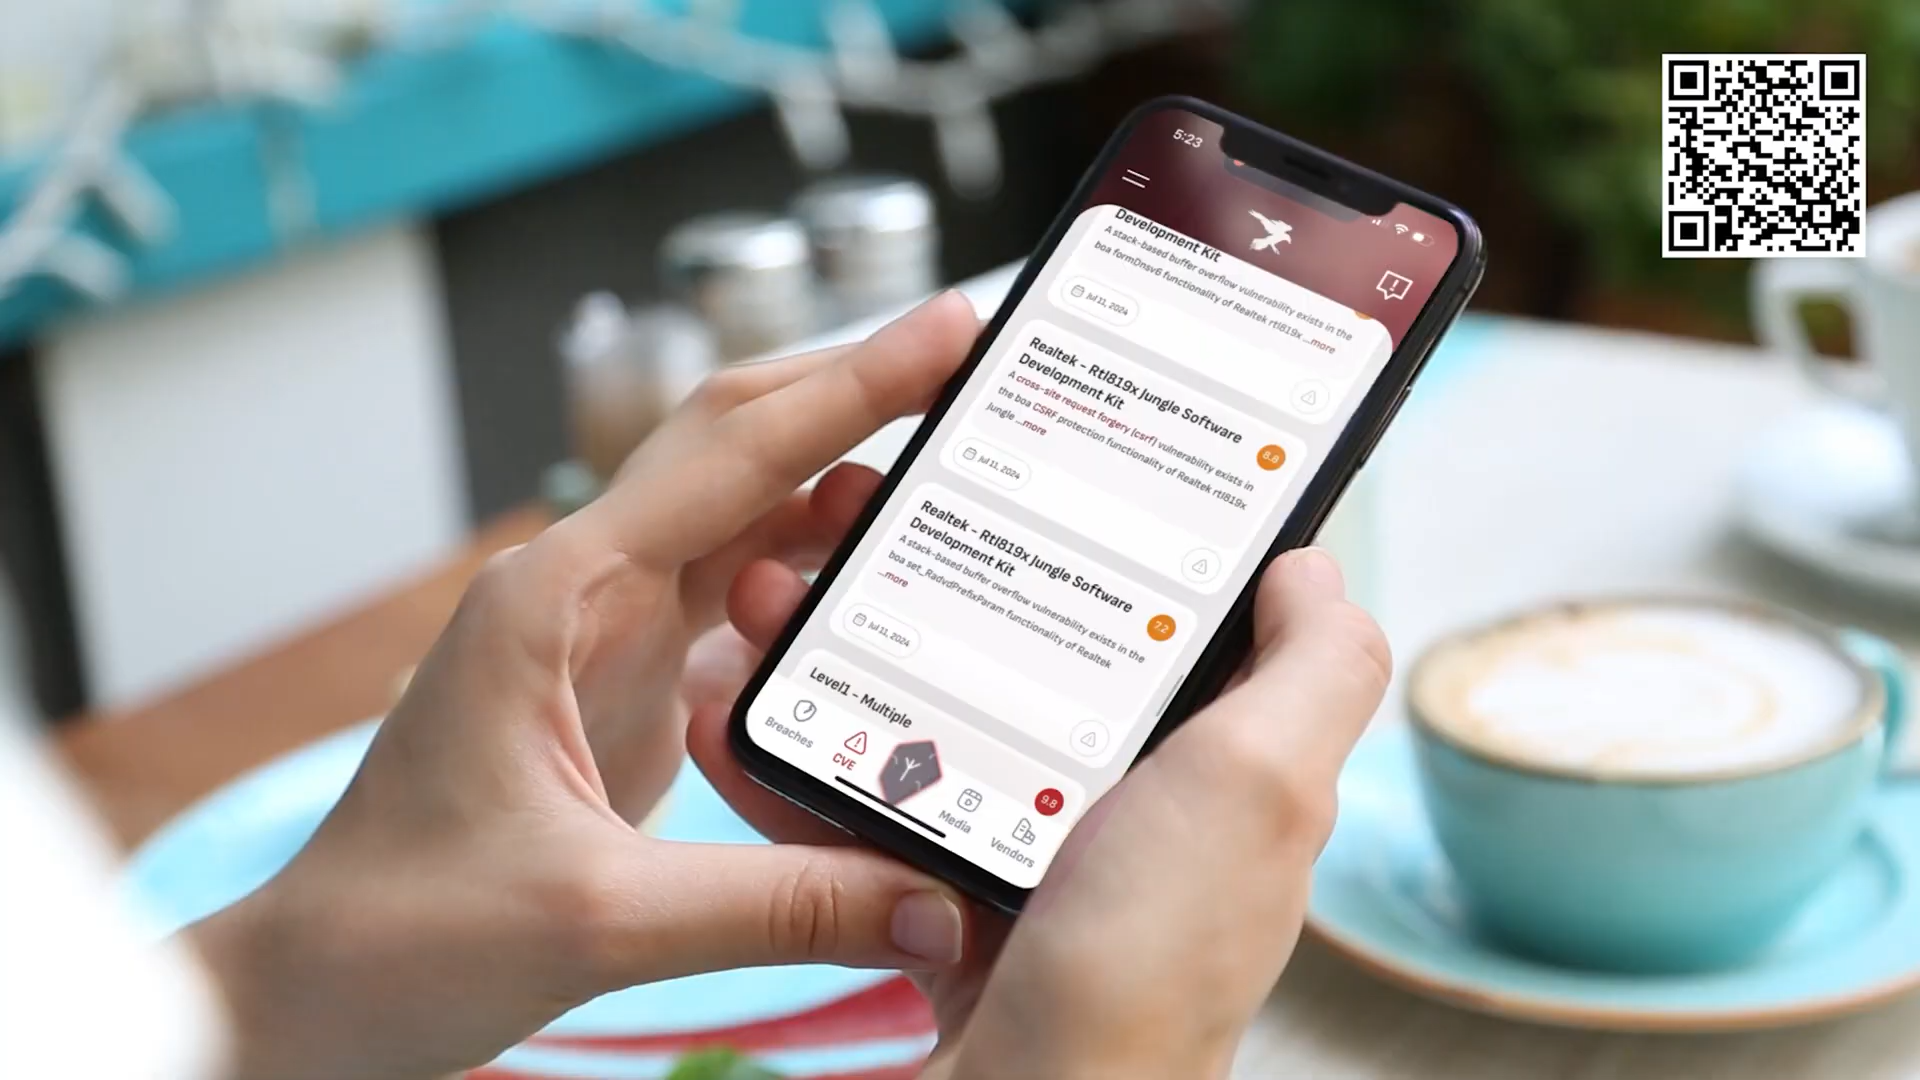 5:23
Development Kit
A stack-based buffer overflow vulnerability exists in the
boa formDnsv6 functionality of Realtek rtl819x ...more
Jul 11, 2024
Realtek - Rtl819x Jungle Software
Development Kit
A cross-site request forgery (csrf) vulnerability exists in
the boa CSRF protection functionality of Realtek rtl819x
Jungle ...more
8.8
Jul 11, 2024
Realtek - Rtl819x Jungle Software
Development Kit
A stack-based buffer overflow vulnerability exists in the
boa set_RadvdPrefixParam functionality of Realtek
...more
7.2
Jul 11, 2024
Level1 - Multiple
9.8
Breaches
CVE
Media
Vendors